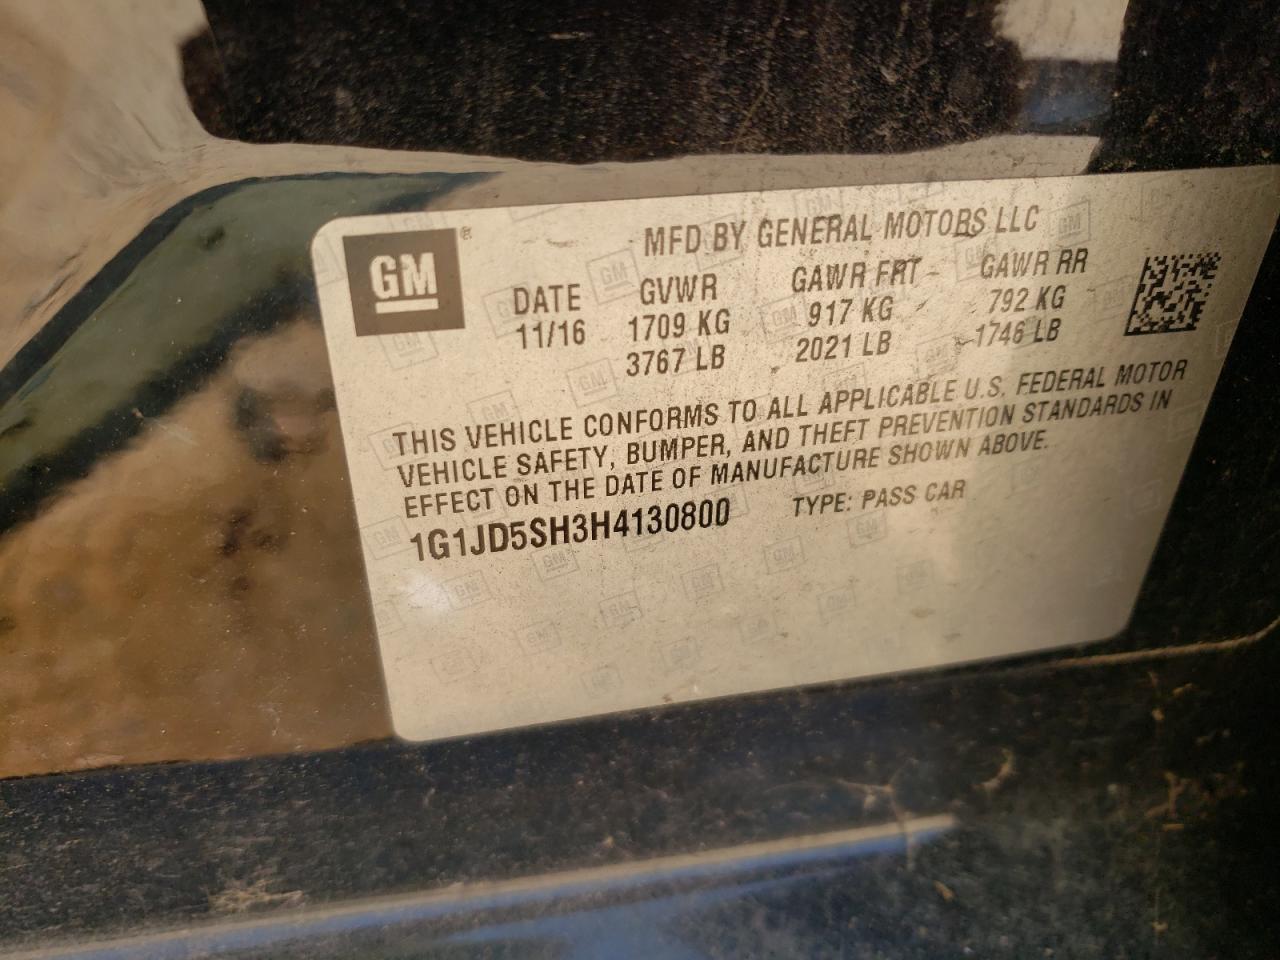 GM ®
MFD BY GENERAL MOTORS LLC
DATE GVWR GAWR FRT GAWR RR
11/16 1709 KG 917 KG 792 KG
3767 LB 2021 LB 1746 LB
THIS VEHICLE CONFORMS TO ALL APPLICABLE U.S. FEDERAL MOTOR
VEHICLE SAFETY, BUMPER, AND THEFT PREVENTION STANDARDS IN
EFFECT ON THE DATE OF MANUFACTURE SHOWN ABOVE.
1G1JD5SH3H4130800 TYPE: PASS CAR